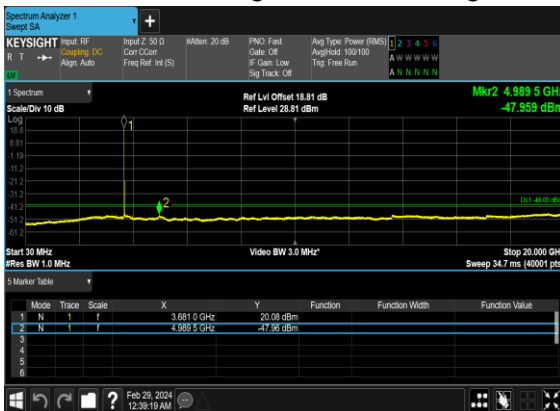 Spectrum Analyzer 1
Swept SA
KEYSIGHT Input: RF Input Z: 50 Ω #Atten: 20 dB PNO: Fast Avg Type: Power (RMS) 1 2 3 4 5 6
R T Coupling: DC Corr CCorr Gate: Off Avg|Hold: 100/100 A W W W W W
Align: Auto Freq Ref: Int (S) IF Gain: Low Trig: Free Run
Sig Track: Off A N N N N N
LV
1 Spectrum Ref Lvl Offset 18.81 dB Mkr2 4.989 5 GHz
Scale/Div 10 dB Ref Level 28.81 dBm -47.959 dBm
Log
18.8
8.81
-1.19
-11.2
-21.2
-31.2
-41.2
-51.2
-61.2
1
2
DL1 -40.00 dBm
Start 30 MHz Video BW 3.0 MHz* Stop 20.000 GHz
#Res BW 1.0 MHz Sweep 34.7 ms (40001 pts)
5 Marker Table
Mode Trace Scale X Y Function Function Width Function Value
1 N 1 f 3.681 0 GHz 20.08 dBm
2 N 1 f 4.989 5 GHz -47.96 dBm
3
4
5
6
? Feb 29, 2024
12:39:19 AM